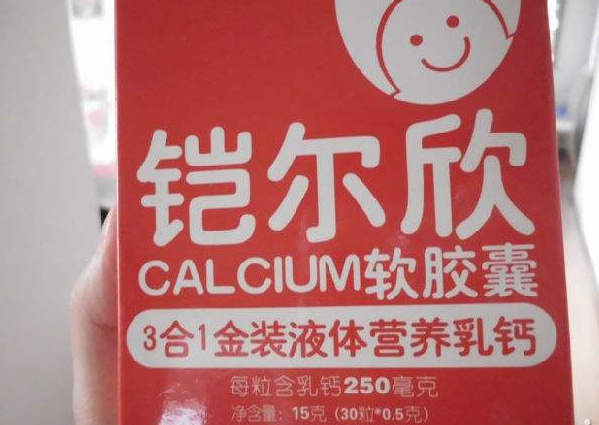 铠尔欣
CALCIUM软胶囊
3合1金装液体营养乳钙
每粒含乳钙250毫克
净含量：15克（30粒*0.5克）